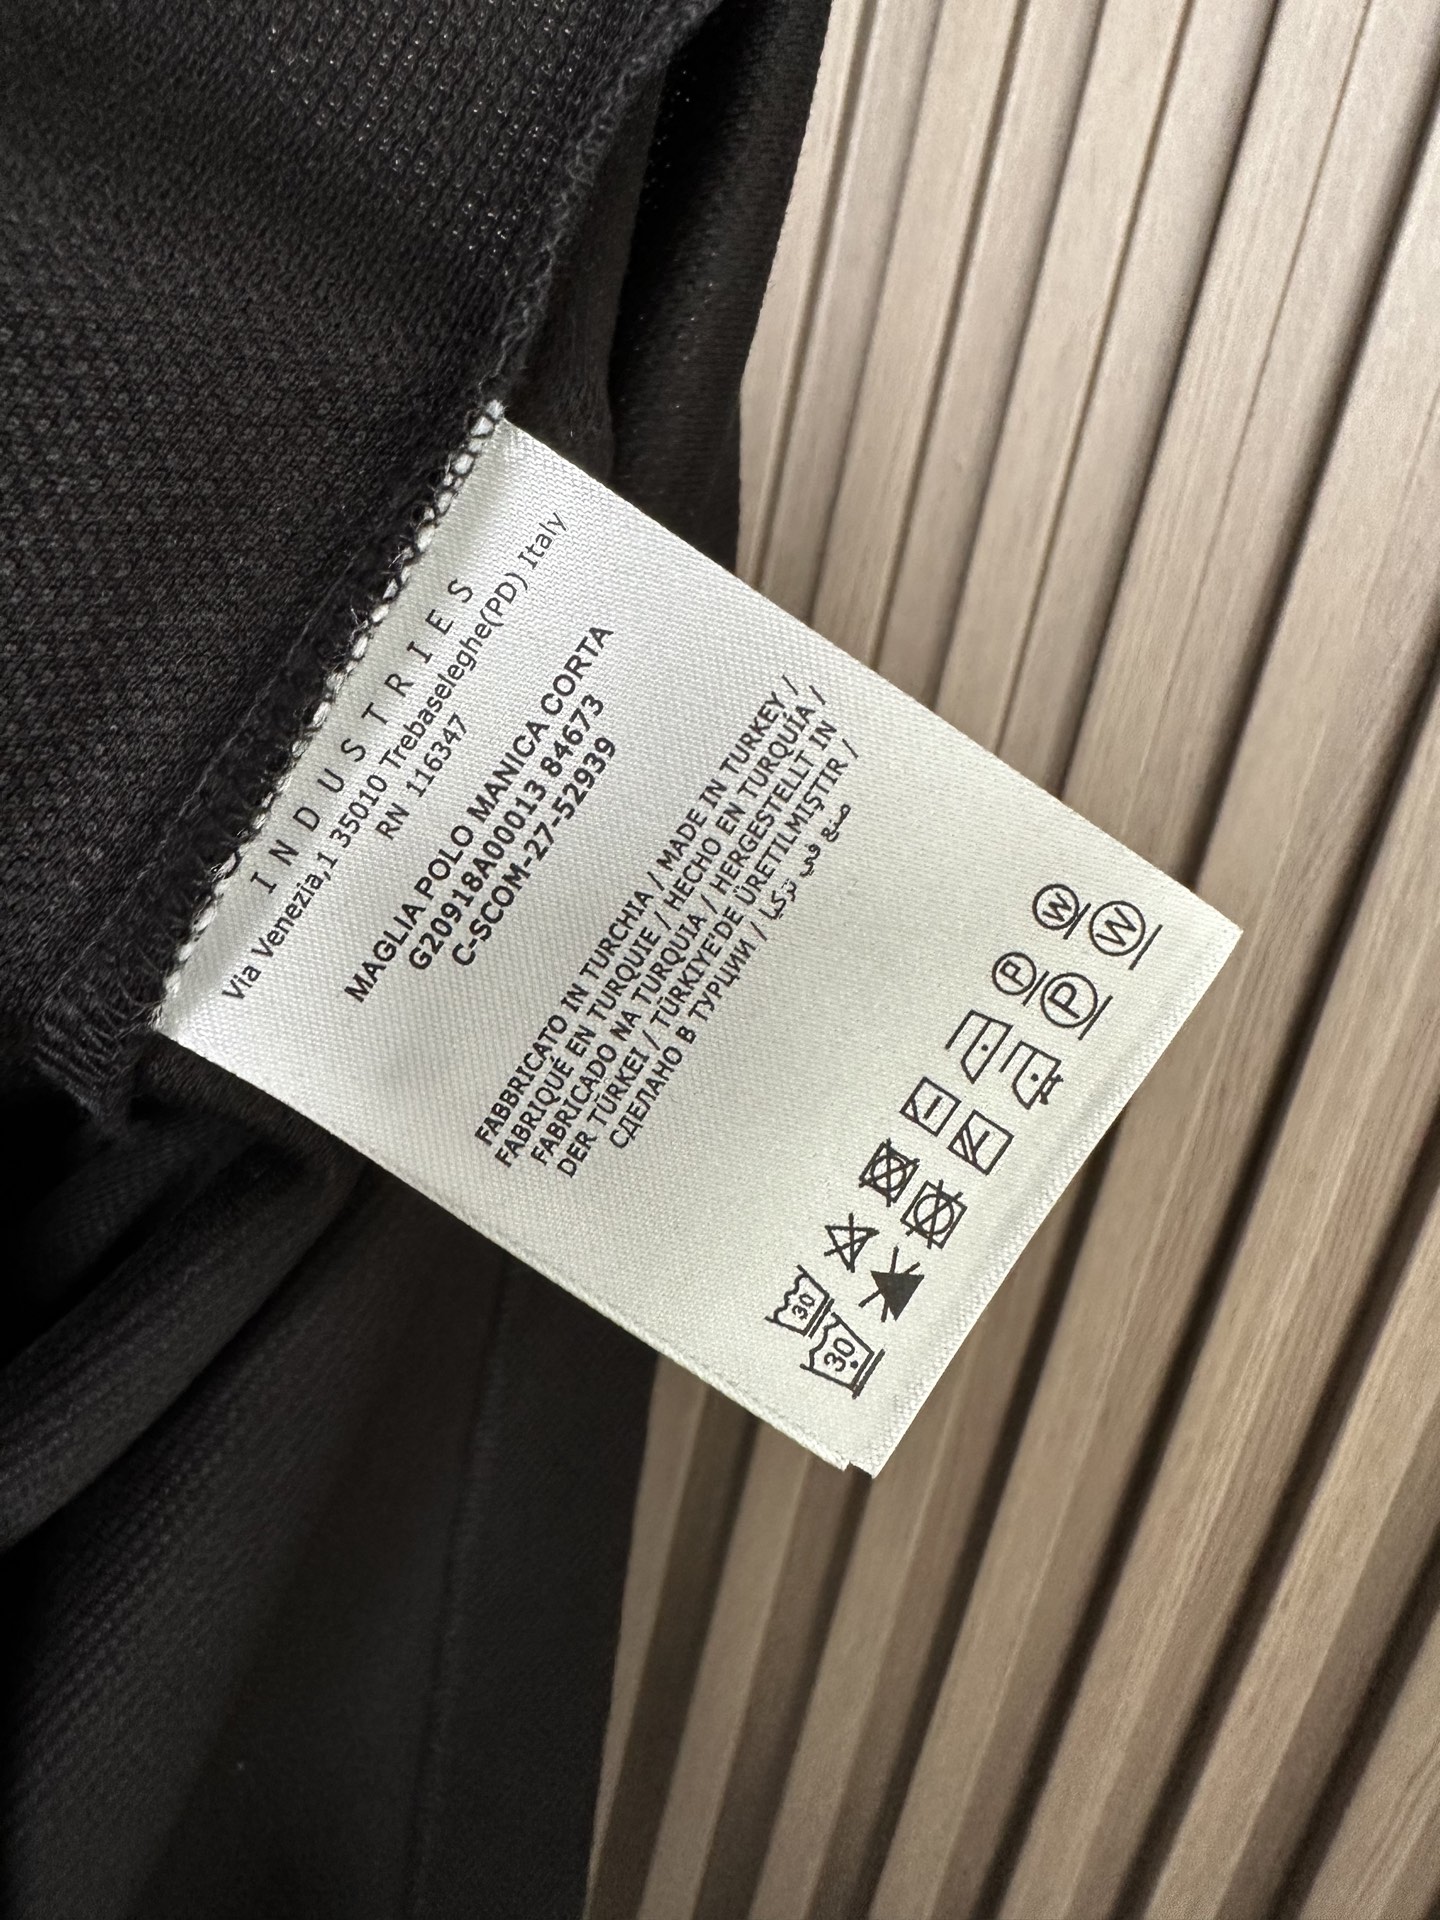 INDUSTRIES
Via Venezia,1 35010 Trebaseleghe(PD) Italy
RN 116347
MAGLIA POLO MANICA CORTA
G20918A00013 84673
C-SCOM-27-52939
FABBRICATO IN TURCHIA / MADE IN TURKEY /
FABRIQUÉ EN TURQUIE / HECHO EN TURQUÍA /
FABRICADO NA TURQUIA / HERGESTELLT IN
DER TÜRKEI / TÜRKIYE'DE ÜRETILMIŞTIR /
СДЕЛАНО В ТУРЦИИ / صنع في تركيا
30 P W
30 P W